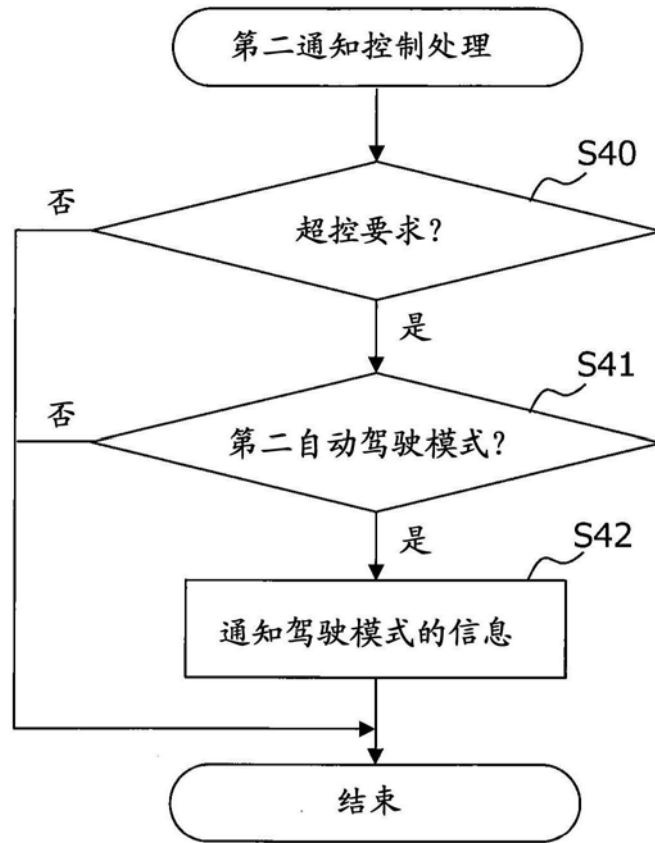 第二通知控制处理
S40
否
超控要求?
是
S41
否
第二自动驾驶模式?
是
S42
通知驾驶模式的信息
结束